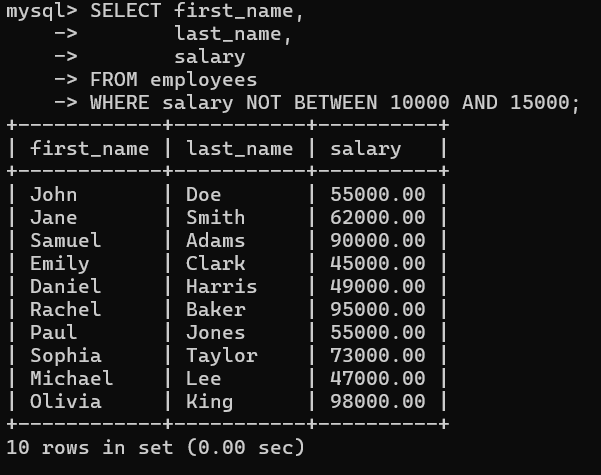 mysql> SELECT first_name,
    ->        last_name,
    ->        salary
    -> FROM employees
    -> WHERE salary NOT BETWEEN 10000 AND 15000;
+------------+-----------+----------+
| first_name | last_name | salary   |
+------------+-----------+----------+
| John       | Doe       | 55000.00 |
| Jane       | Smith     | 62000.00 |
| Samuel     | Adams     | 90000.00 |
| Emily      | Clark     | 45000.00 |
| Daniel     | Harris    | 49000.00 |
| Rachel     | Baker     | 95000.00 |
| Paul       | Jones     | 55000.00 |
| Sophia     | Taylor    | 73000.00 |
| Michael    | Lee       | 47000.00 |
| Olivia     | King      | 98000.00 |
+------------+-----------+----------+
10 rows in set (0.00 sec)